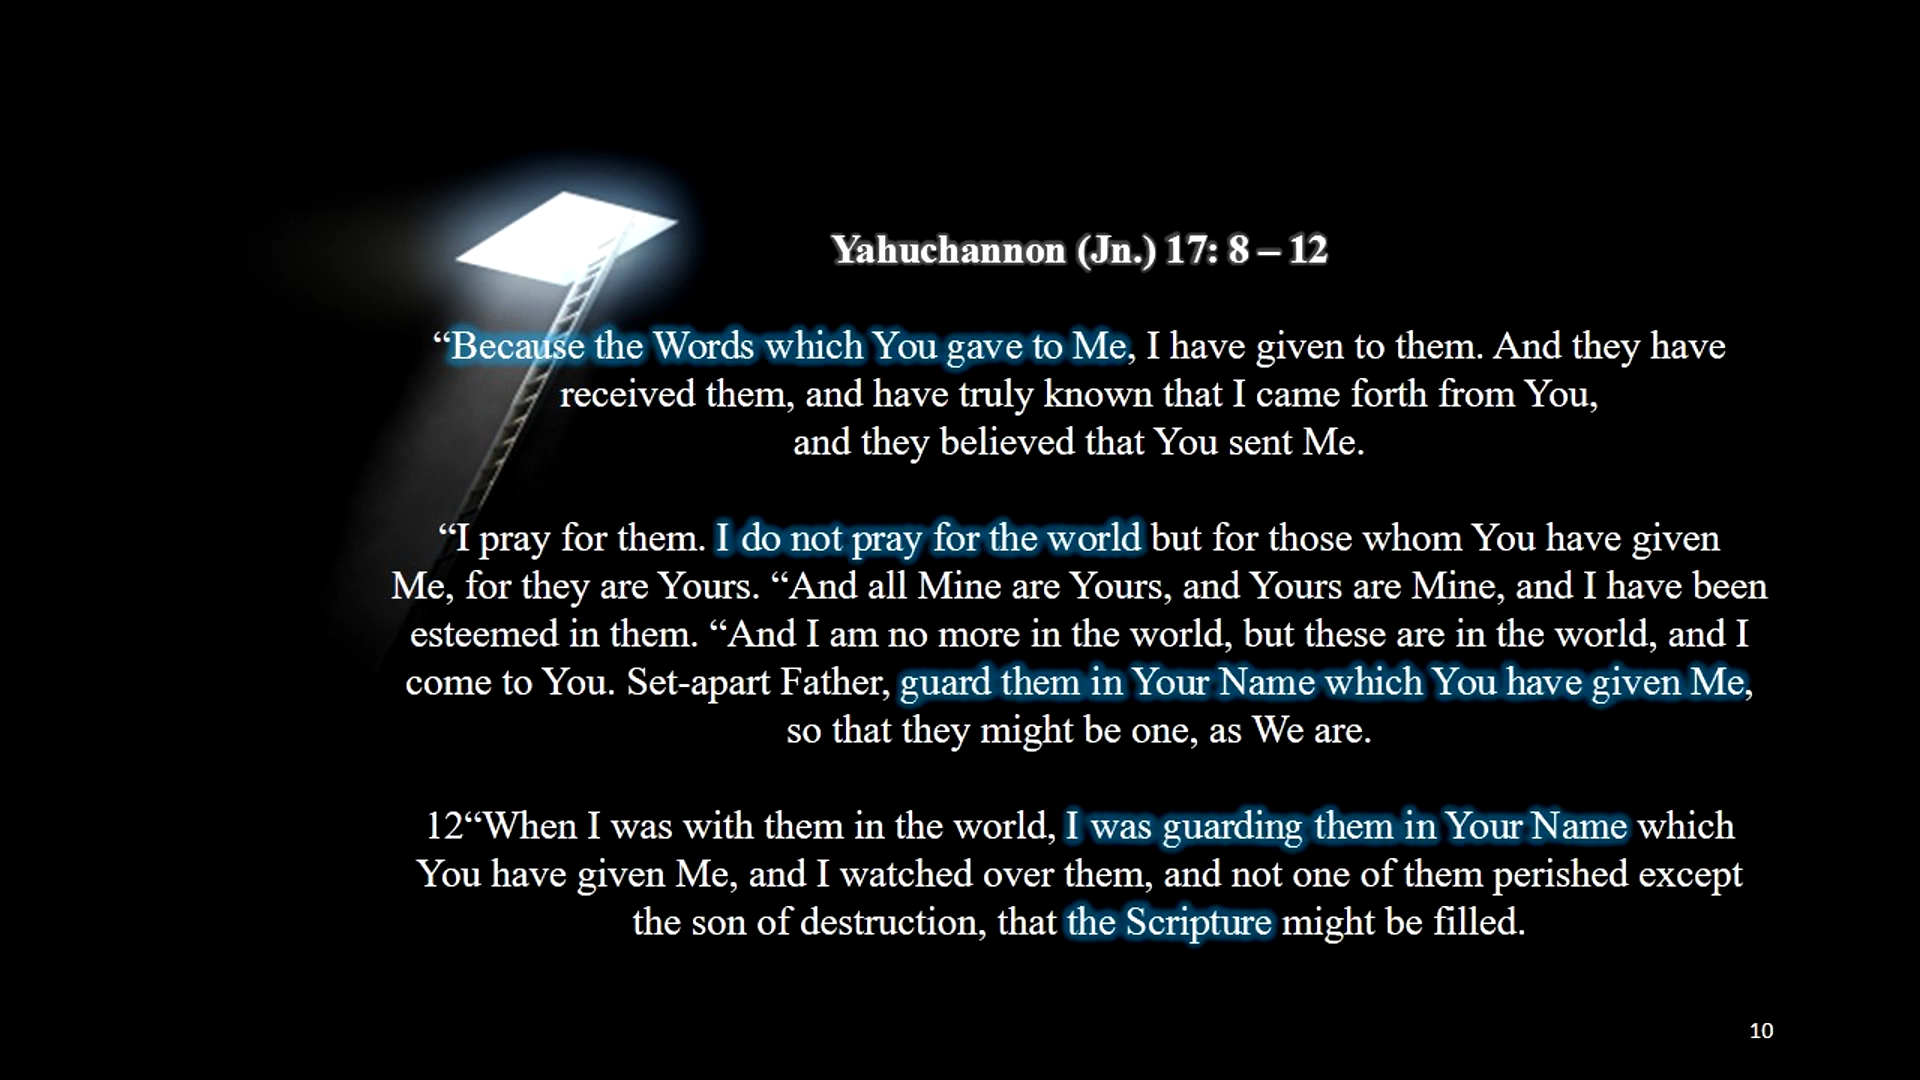 Yahuchannon (Jn.) 17: 8 – 12
“Because the Words which You gave to Me, I have given to them. And they have
received them, and have truly known that I came forth from You,
and they believed that You sent Me.
“I pray for them. I do not pray for the world but for those whom You have given
Me, for they are Yours. “And all Mine are Yours, and Yours are Mine, and I have been
esteemed in them. “And I am no more in the world, but these are in the world, and I
come to You. Set-apart Father, guard them in Your Name which You have given Me,
so that they might be one, as We are.
12“When I was with them in the world, I was guarding them in Your Name which
You have given Me, and I watched over them, and not one of them perished except
the son of destruction, that the Scripture might be filled.
10